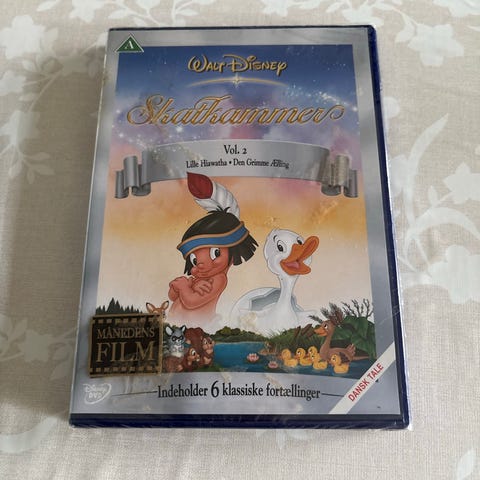 A
WALT DISNEY
Skatkammer
Vol. 2
Lille Hiawatha • Den Grimme Ælling
MÅNEDENS
FILM
Disney
DVD
Indeholder 6 klassiske fortællinger
DANSK TALE